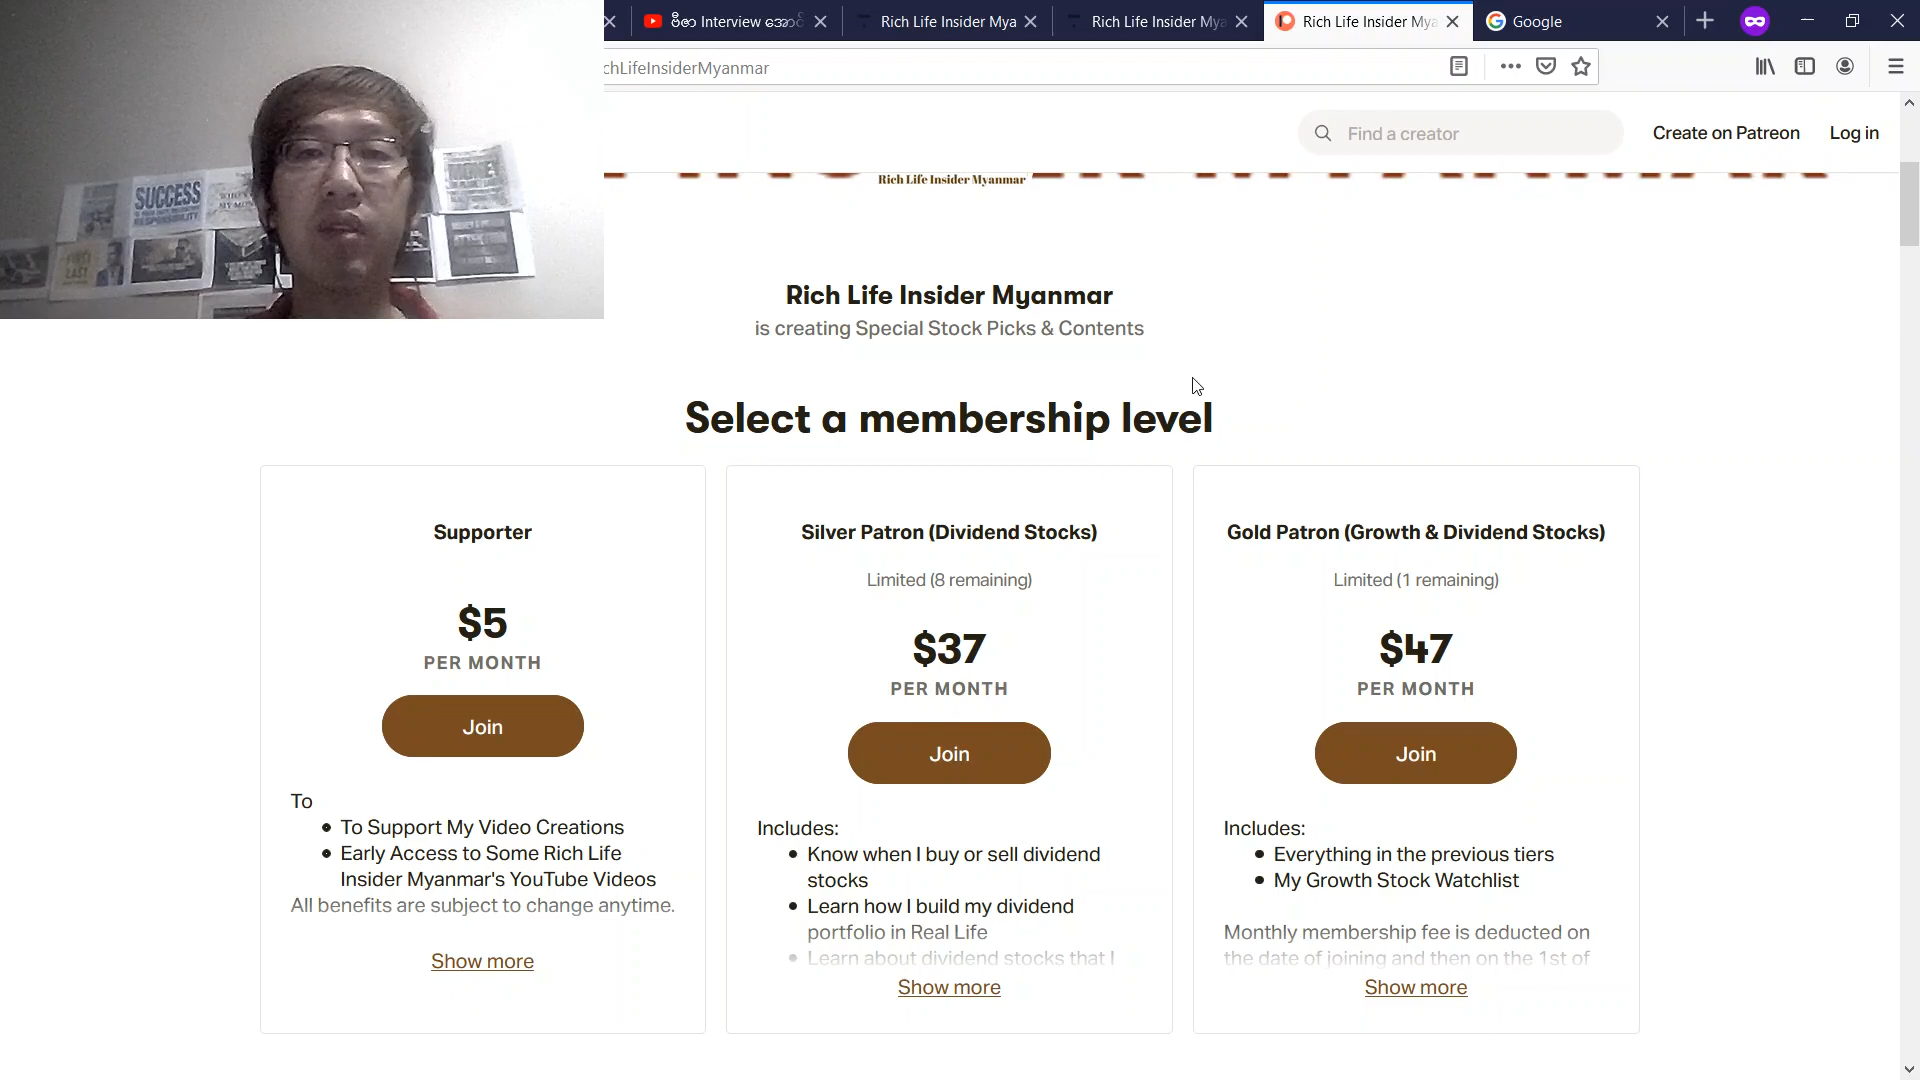 ဗီဇာ Interview အောင်
Rich Life Insider Mya
Rich Life Insider Mya
Rich Life Insider Mya
Google
chLifeInsiderMyanmar
Find a creator
Create on Patreon
Log in
Rich Life Insider Myanmar
SUCCESS
Rich Life Insider Myanmar
is creating Special Stock Picks & Contents
Select a membership level
Supporter
$5
PER MONTH
Join
To
To Support My Video Creations
Early Access to Some Rich Life
Insider Myanmar's YouTube Videos
All benefits are subject to change anytime.
Show more
Silver Patron (Dividend Stocks)
Limited (8 remaining)
$37
PER MONTH
Join
Includes:
Know when I buy or sell dividend
stocks
Learn how I build my dividend
portfolio in Real Life
Learn about dividend stocks that I
Show more
Gold Patron (Growth & Dividend Stocks)
Limited (1 remaining)
$47
PER MONTH
Join
Includes:
Everything in the previous tiers
My Growth Stock Watchlist
Monthly membership fee is deducted on
the date of joining and then on the 1st of
Show more